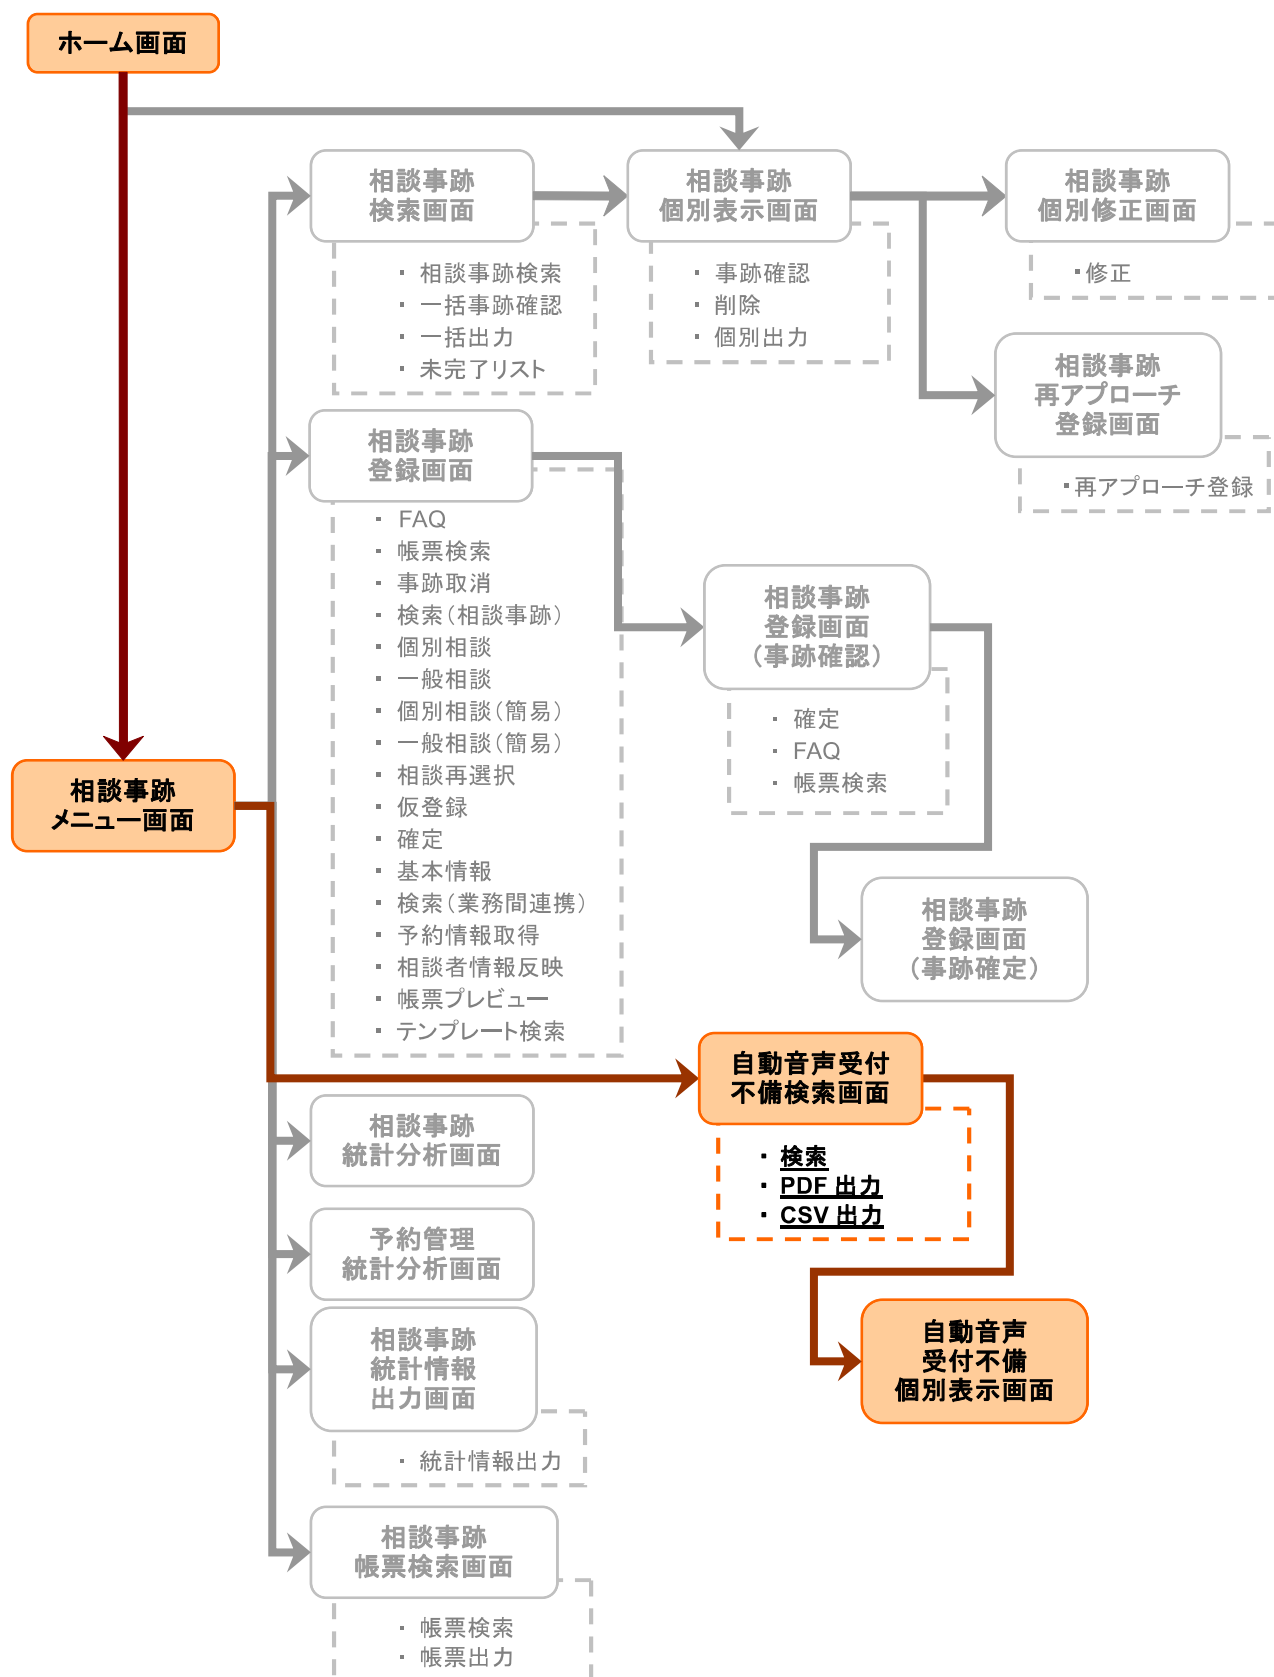 ホーム画面
相談事跡
検索画面
・ 相談事跡検索
・ 一括事跡確認
・ 一括出力
・ 未完了リスト
相談事跡
個別表示画面
・ 事跡確認
・ 削除
・ 個別出力
相談事跡
個別修正画面
・修正
相談事跡
再アプローチ
登録画面
・再アプローチ登録
相談事跡
登録画面
・ FAQ
・ 帳票検索
・ 事跡取消
・ 検索（相談事跡）
・ 個別相談
・ 一般相談
・ 個別相談（簡易）
・ 一般相談（簡易）
・ 相談再選択
・ 仮登録
・ 確定
・ 基本情報
・ 検索（業務間連携）
・ 予約情報取得
・ 相談者情報反映
・ 帳票プレビュー
・ テンプレート検索
相談事跡
登録画面
（事跡確認）
・ 確定
・ FAQ
・ 帳票検索
相談事跡
メニュー画面
相談事跡
登録画面
（事跡確定）
自動音声受付
不備検索画面
・ 検索
・ PDF 出力
・ CSV 出力
相談事跡
統計分析画面
予約管理
統計分析画面
自動音声
受付不備
個別表示画面
相談事跡
統計情報
出力画面
・ 統計情報出力
相談事跡
帳票検索画面
・ 帳票検索
・ 帳票出力